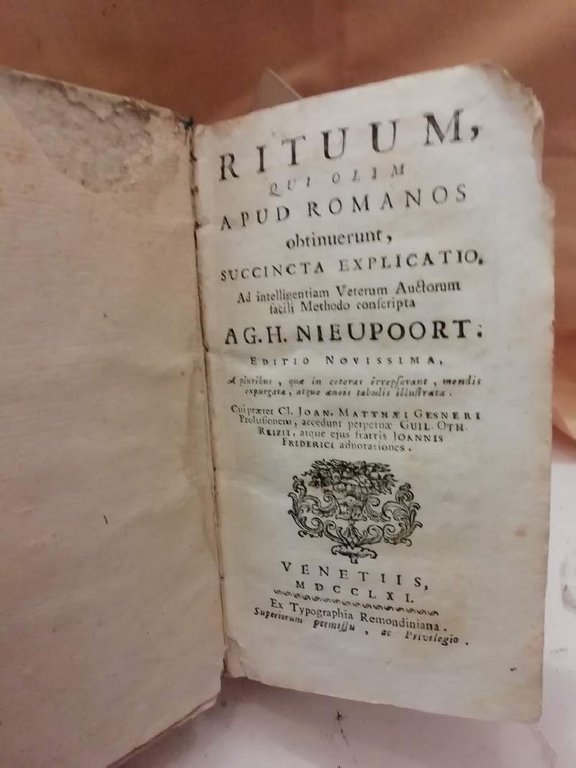 RITUUM,
QUI OLIM
APUD ROMANOS
obtinuerunt,
SUCCINCTA EXPLICATIO.
Ad intelligentiam Veterum Auctorum
facili Methodo conſcripta
A G. H. NIEUPOORT.
EDITIO NOVISSIMA,
A pluribus, quæ in ceteras irrepſerant, mendis
expurgata, atque æneis tabulis illuſtrata.
Cui præter Cl. JOAN. MATTHÆI GESNERI
Proluſionem, accedunt perpetuæ GUIL. OTH.
REIZII, atque ejus fratris JOANNIS
FRIDERICI adnotationes.
VENETIIS,
MDCCLXI.
Ex Typographia Remondiniana.
Superiorum permiſſu, ac Privilegio.